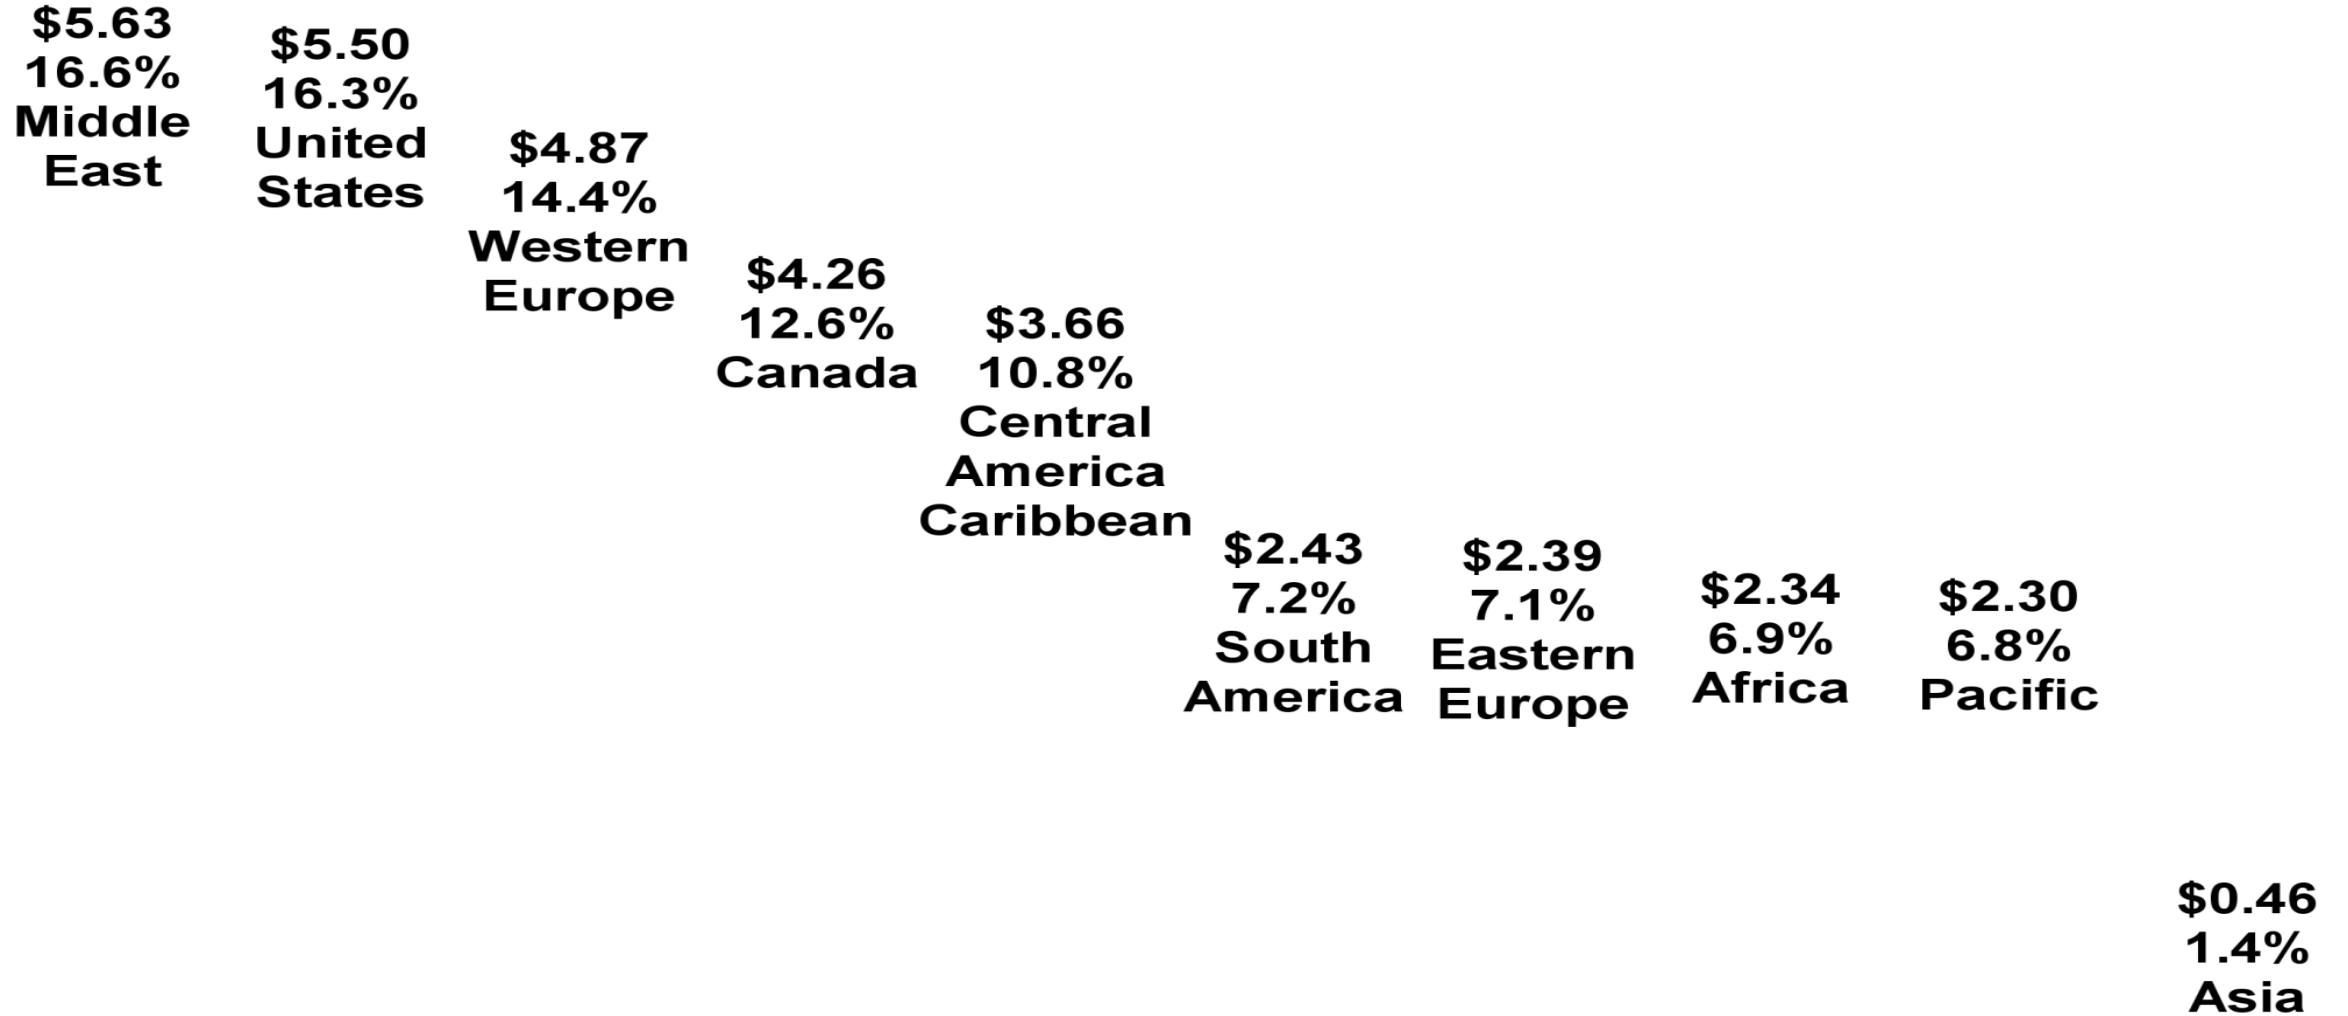 $5.63
16.6%
Middle
East
$5.50
16.3%
United
States
$4.87
14.4%
Western
Europe
$4.26
12.6%
Canada
$3.66
10.8%
Central
America
Caribbean
$2.43
7.2%
South
America
$2.39
7.1%
Eastern
Europe
$2.34
6.9%
Africa
$2.30
6.8%
Pacific
$0.46
1.4%
Asia